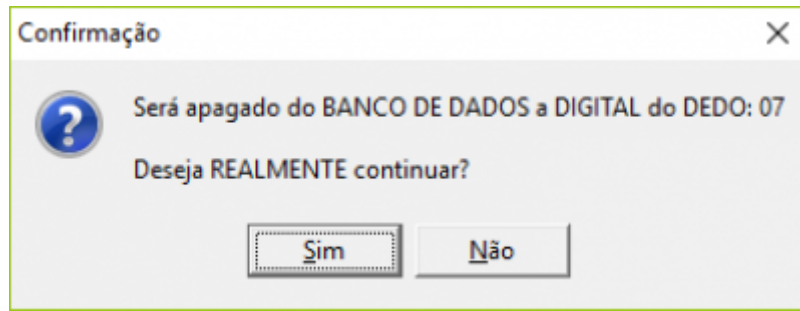 Confirmação
Será apagado do BANCO DE DADOS a DIGITAL do DEDO: 07
Deseja REALMENTE continuar?
Sim Não